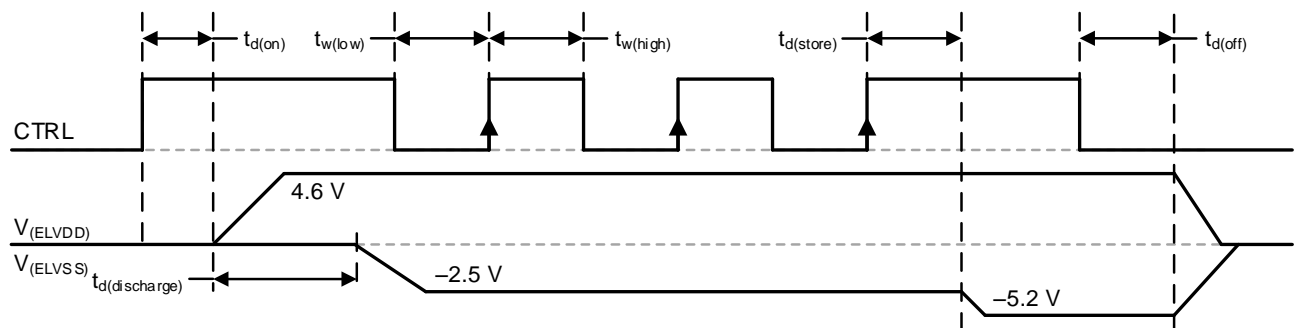 td(on)
tw(low)
tw(high)
td(store)
td(off)
CTRL
4.6 V
V(ELVDD)
V(ELVSS)
td(discharge)
–2.5 V
–5.2 V